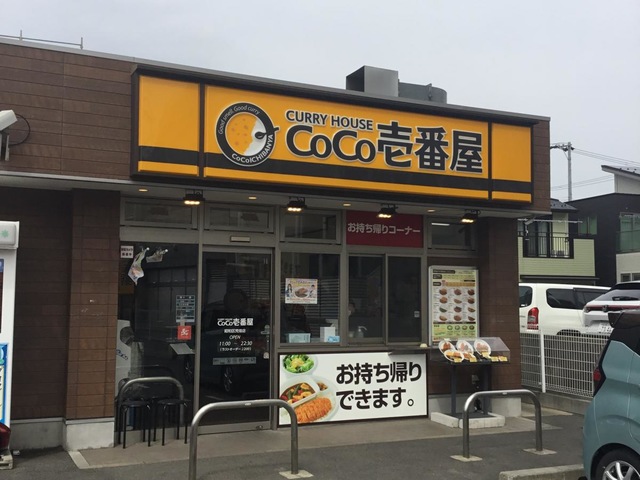 Good smell Good curry
CoCoICHIBANYA
CURRY HOUSE
CoCo壱番屋
お持ち帰りコーナー
CoCo壱番屋
OPEN
11:00 〜 22:30
お持ち帰り
できます。